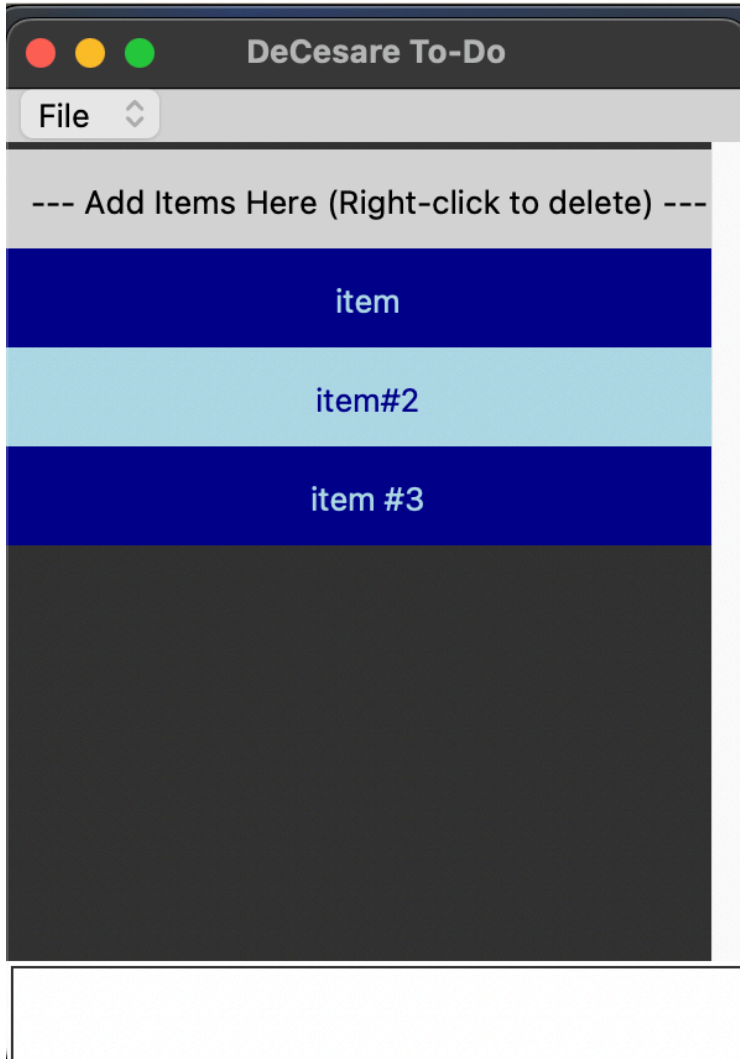 DeCesare To-Do
File
--- Add Items Here (Right-click to delete) ---
item
item#2
item #3